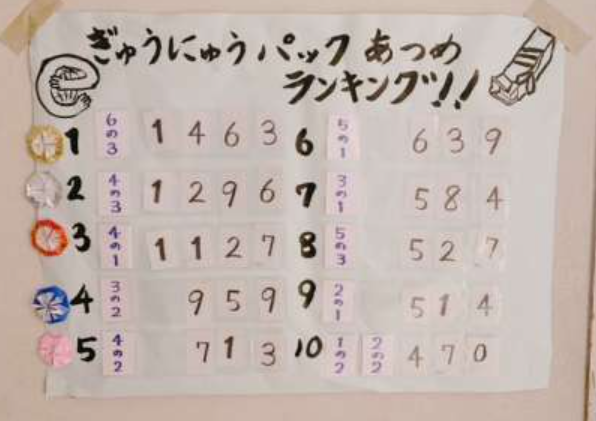 ぎゅうにゅうパック あつめ
ランキング!!
1 6の3 1463
2 4の3 1296
3 4の1 1127
4 3の2 959
5 4の2 713
6 5の1 639
7 3の1 584
8 5の3 527
9 2の1 514
10 1の2 2の2 470